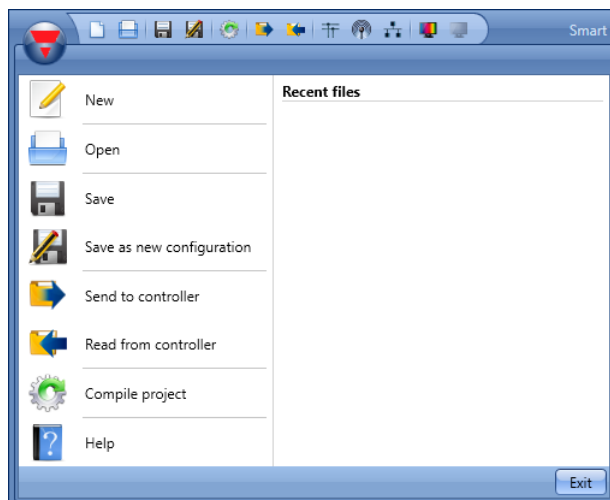 Smart
New
Recent files
Open
Save
Save as new configuration
Send to controller
Read from controller
Compile project
Help
Exit